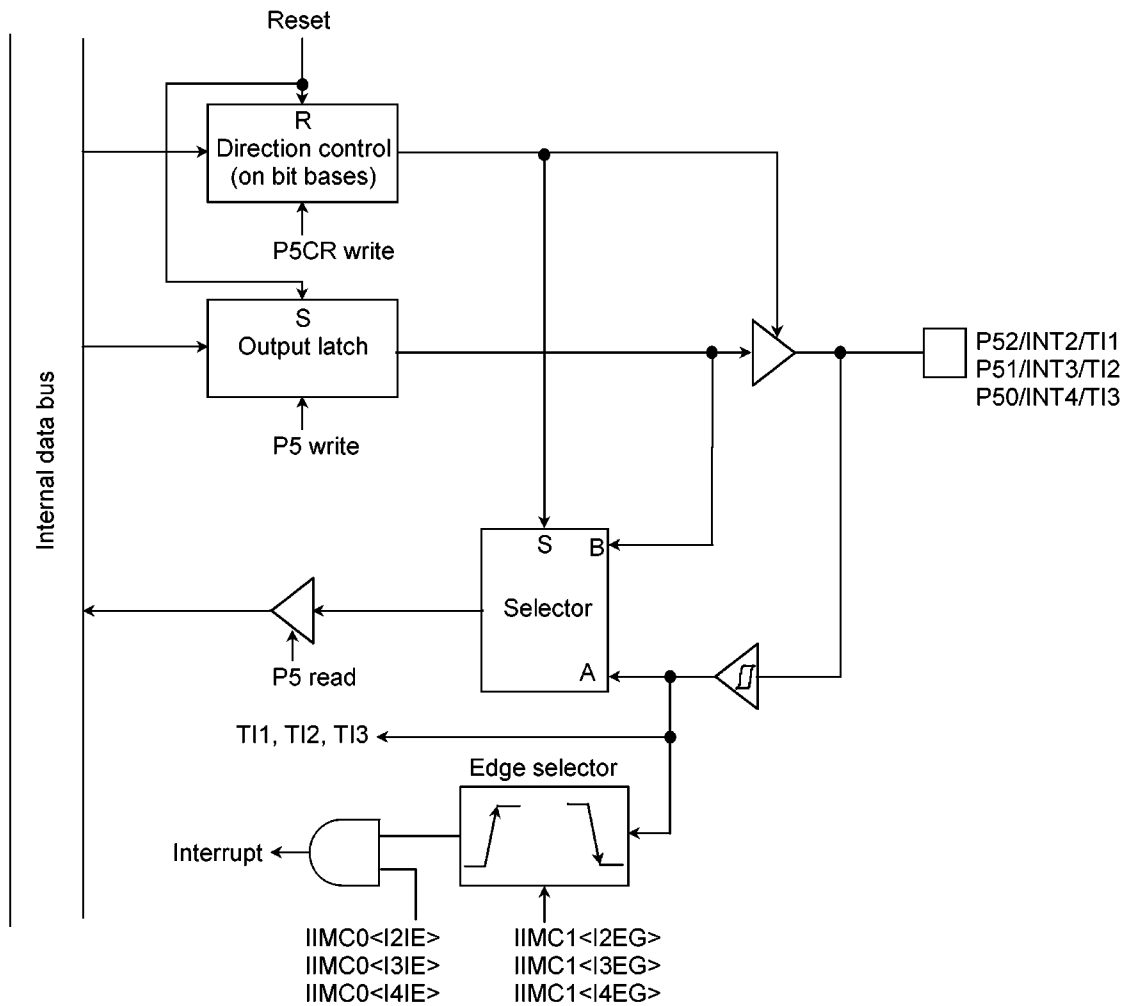 Reset
R
Direction control
(on bit bases)
P5CR write
S
Output latch
P5 write
Internal data bus
P52/INT2/TI1
P51/INT3/TI2
P50/INT4/TI3
S
B
Selector
A
P5 read
TI1, TI2, TI3
Edge selector
Interrupt
IIMC0<I2IE>
IIMC0<I3IE>
IIMC0<I4IE>
IIMC1<I2EG>
IIMC1<I3EG>
IIMC1<I4EG>